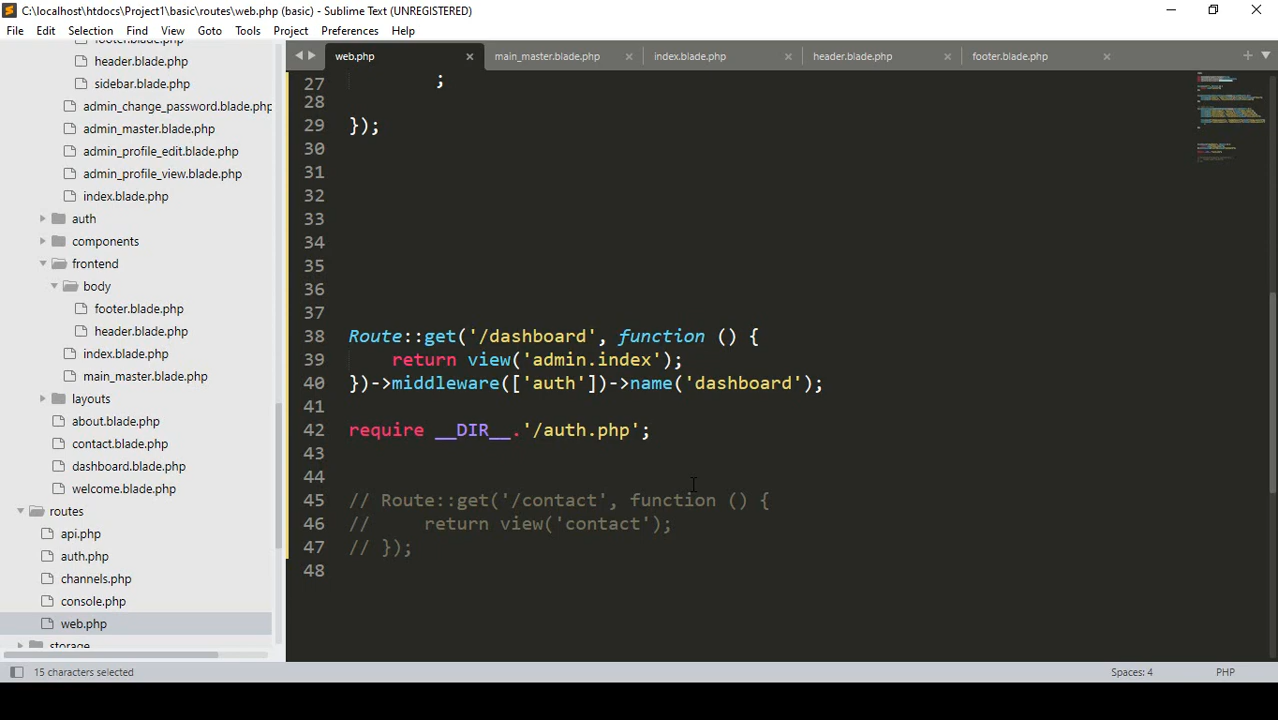 C:\localhost\htdocs\Project1\basic\routes\web.php (basic) - Sublime Text (UNREGISTERED)
File Edit Selection Find View Goto Tools Project Preferences Help
footer.blade.php
header.blade.php
sidebar.blade.php
admin_change_password.blade.php
admin_master.blade.php
admin_profile_edit.blade.php
admin_profile_view.blade.php
index.blade.php
auth
components
frontend
body
footer.blade.php
header.blade.php
index.blade.php
main_master.blade.php
layouts
about.blade.php
contact.blade.php
dashboard.blade.php
welcome.blade.php
routes
api.php
auth.php
channels.php
console.php
web.php
storage
web.php main_master.blade.php index.blade.php header.blade.php footer.blade.php
27 ;
28
29 });
30
31
32
33
34
35
36
37
38 Route::get('/dashboard', function () {
39 return view('admin.index');
40 })->middleware(['auth'])->name('dashboard');
41
42 require __DIR__.'/auth.php';
43
44
45 // Route::get('/contact', function () {
46 // return view('contact');
47 // });
48
15 characters selected Spaces: 4 PHP